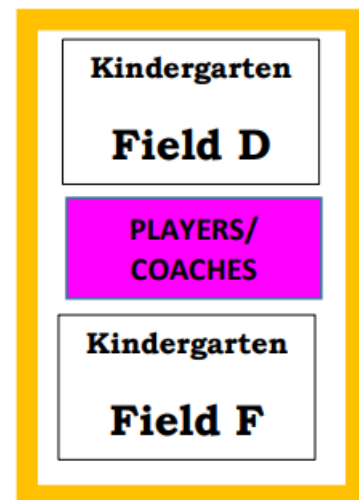 Kindergarten
Field D
PLAYERS/
COACHES
Kindergarten
Field F